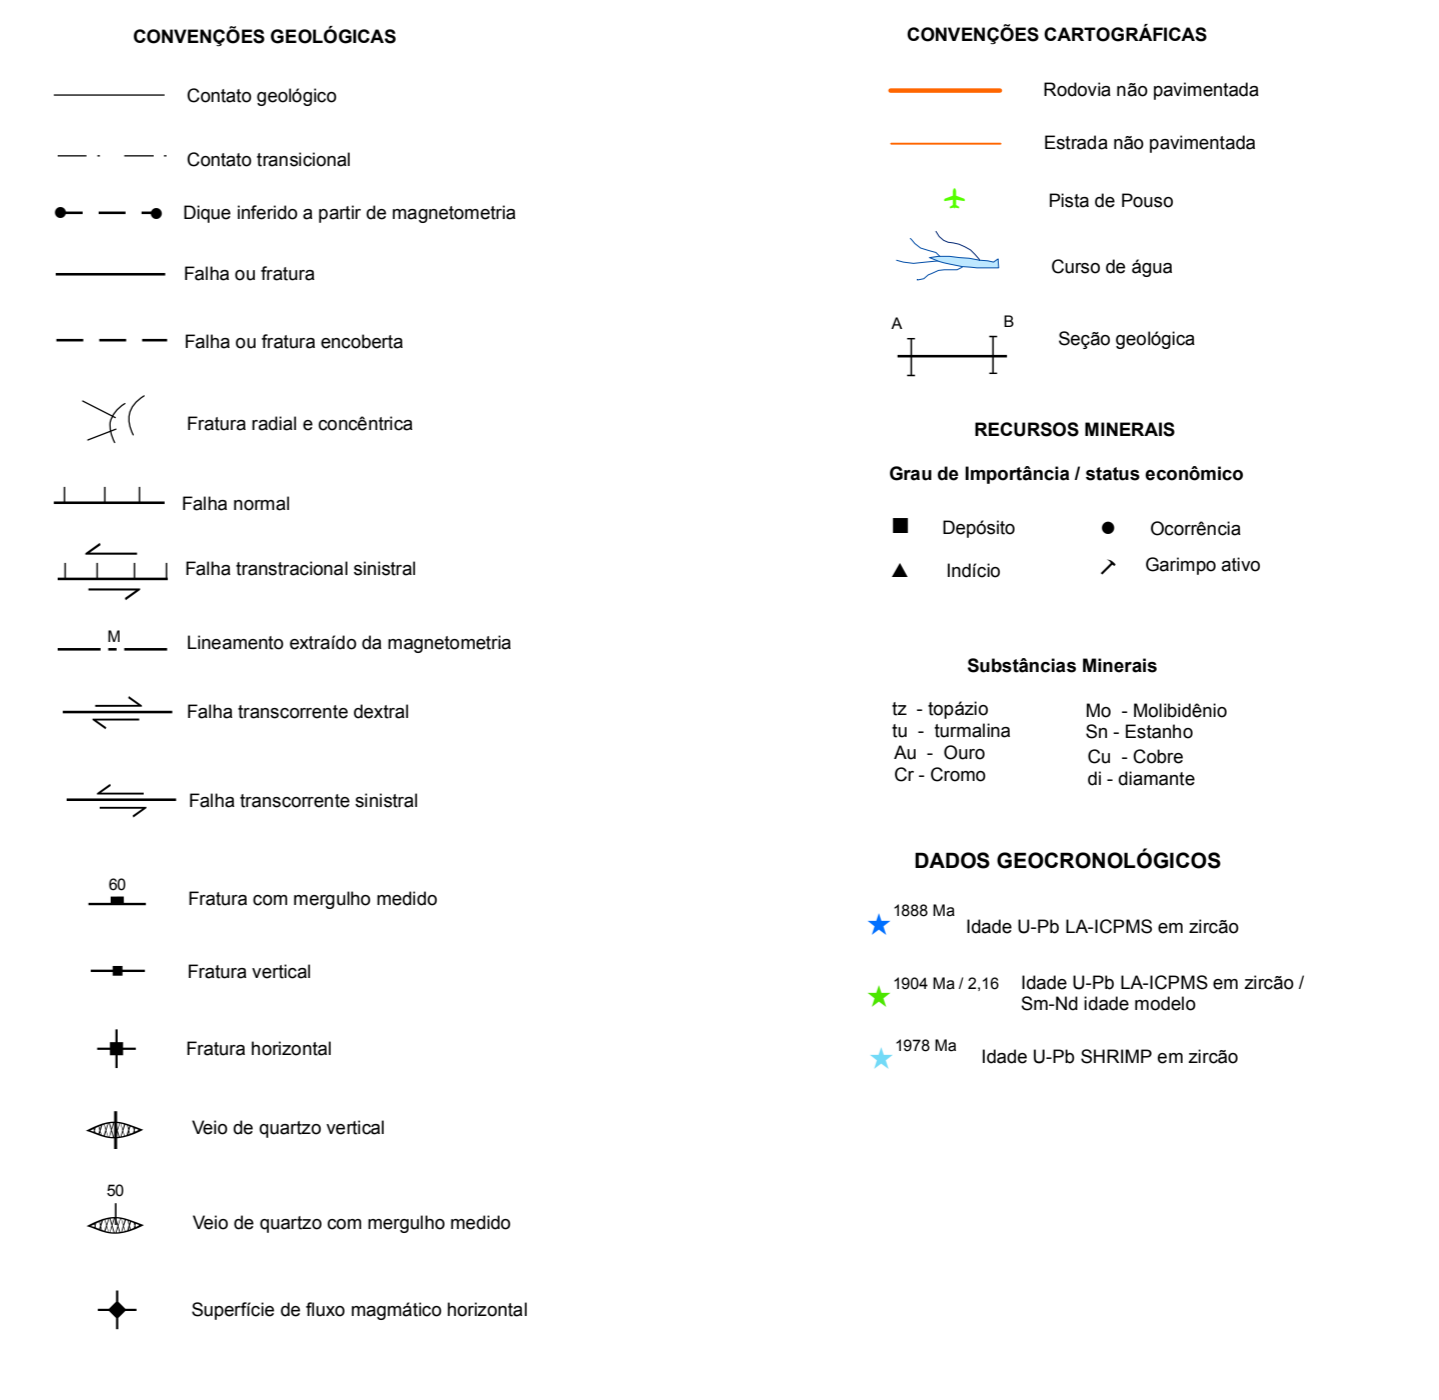 CONVENÇÕES GEOLÓGICAS
Contato geológico
Contato transicional
Dique inferido a partir de magnetometria
Falha ou fratura
Falha ou fratura encoberta
Fratura radial e concêntrica
Falha normal
Falha transtracional sinistral
M
Lineamento extraído da magnetometria
Falha transcorrente dextral
Falha transcorrente sinistral
60
Fratura com mergulho medido
Fratura vertical
Fratura horizontal
Veio de quartzo vertical
50
Veio de quartzo com mergulho medido
Superfície de fluxo magmático horizontal
CONVENÇÕES CARTOGRÁFICAS
Rodovia não pavimentada
Estrada não pavimentada
Pista de Pouso
Curso de água
A B
Seção geológica
RECURSOS MINERAIS
Grau de Importância / status econômico
Depósito
Ocorrência
Indício
Garimpo ativo
Substâncias Minerais
tz - topázio
tu - turmalina
Au - Ouro
Cr - Cromo
Mo - Molibidênio
Sn - Estanho
Cu - Cobre
di - diamante
DADOS GEOCRONOLÓGICOS
1888 Ma
Idade U-Pb LA-ICPMS em zircão
1904 Ma / 2,16
Idade U-Pb LA-ICPMS em zircão /
Sm-Nd idade modelo
1978 Ma
Idade U-Pb SHRIMP em zircão